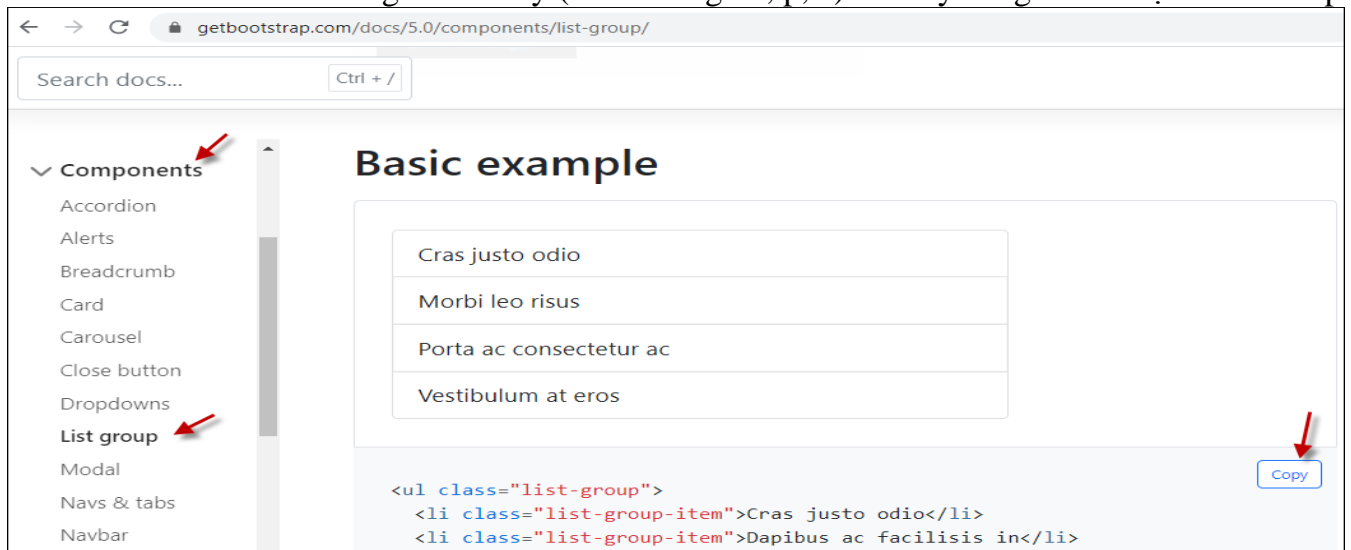 getbootstrap.com/docs/5.0/components/list-group/
Search docs...
Ctrl + /
Components
Accordion
Alerts
Breadcrumb
Card
Carousel
Close button
Dropdowns
List group
Modal
Navs & tabs
Navbar
Basic example
Cras justo odio
Morbi leo risus
Porta ac consectetur ac
Vestibulum at eros
Copy
<ul class="list-group">
<li class="list-group-item">Cras justo odio</li>
<li class="list-group-item">Dapibus ac facilisis in</li>